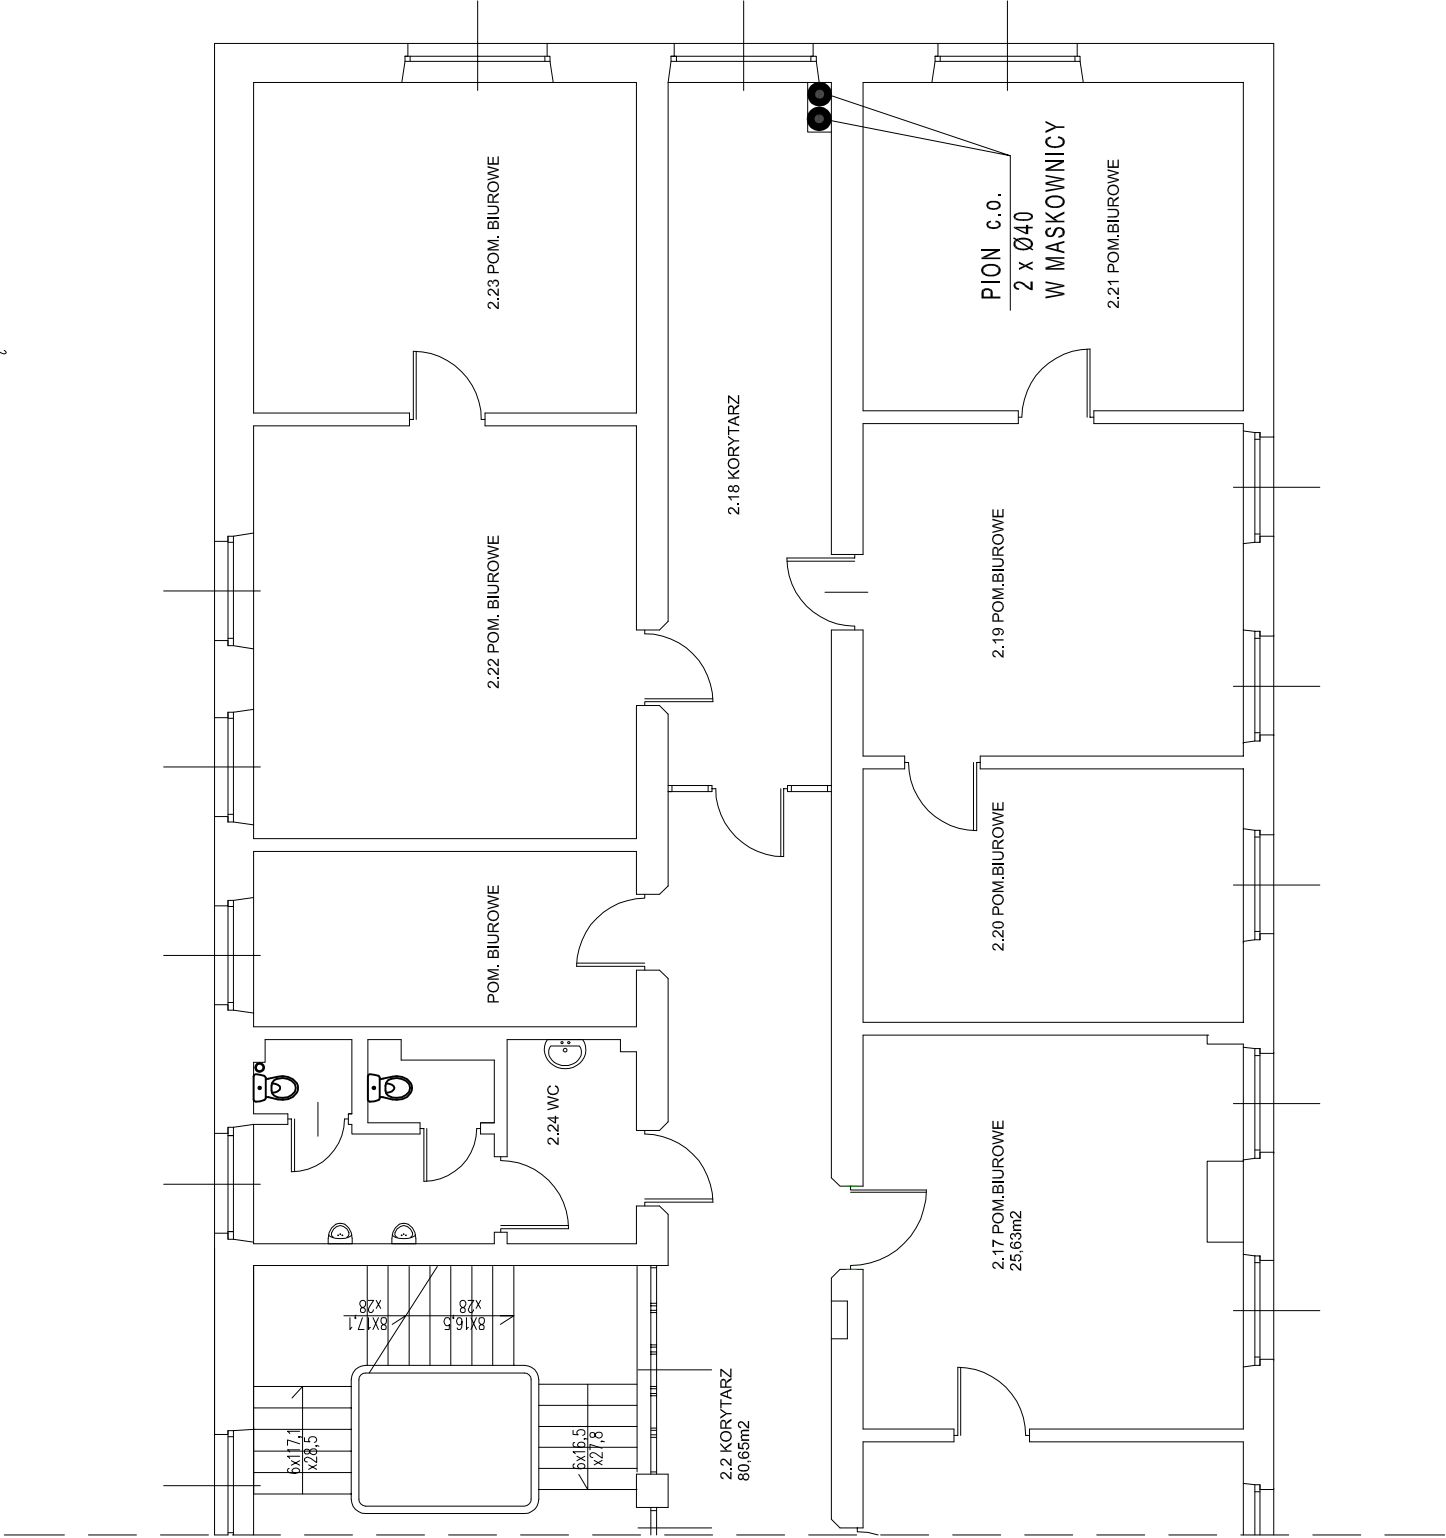 2.23 POM. BIUROWE
PION c.o.
2 x Ø40
W MASKOWNICY
2.21 POM.BIUROWE
2.18 KORYTARZ
2.22 POM. BIUROWE
2.19 POM.BIUROWE
POM. BIUROWE
2.20 POM.BIUROWE
2.24 WC
2.17 POM.BIUROWE
25,63m2
8X17,1
x28
8X16,5
x28
6x117,1
x28,5
6x16,5
x27,8
2.2 KORYTARZ
80,65m2